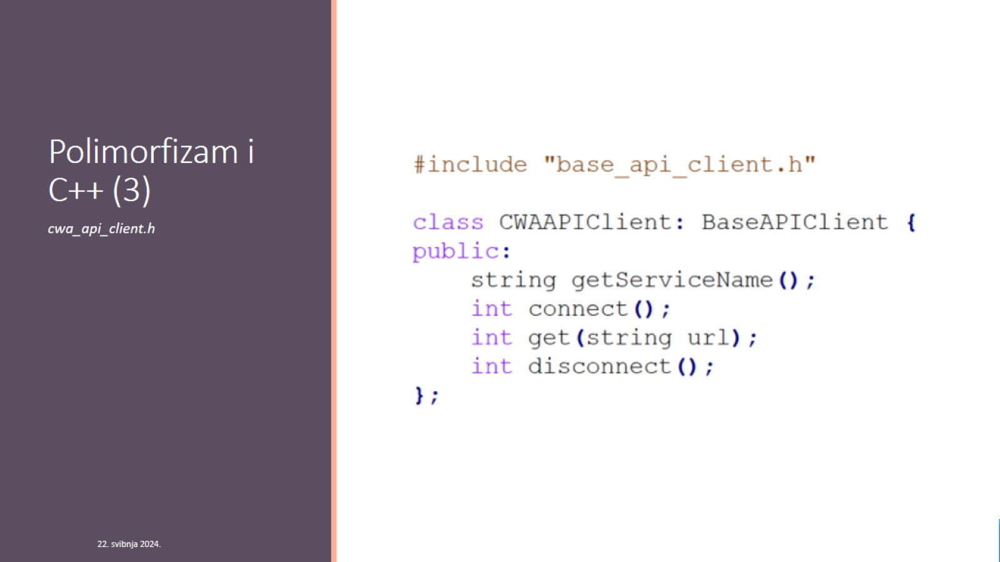 Polimorfizam i
C++ (3)
cwa_api_client.h
22. svibnja 2024.
#include "base_api_client.h"
class CWAAPIClient: BaseAPIClient {
public:
string getServiceName();
int connect();
int get(string url);
int disconnect();
};